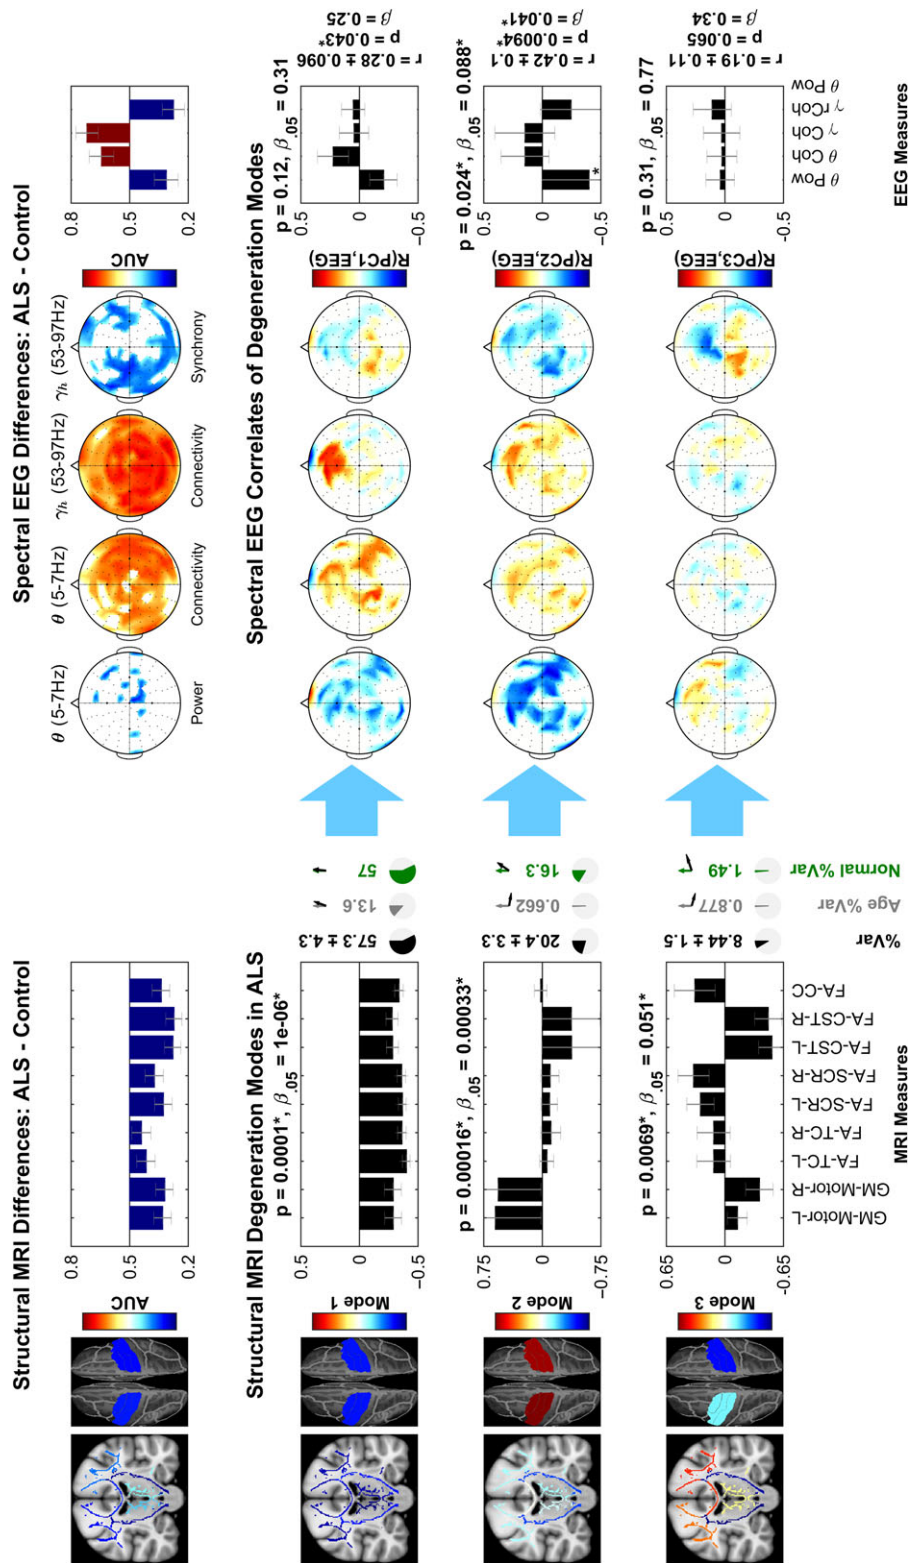 Structural MRI Differences: ALS - Control
AUC
0.8
0.5
0.2
Spectral EEG Differences: ALS - Control
θ (5-7Hz)
θ (5-7Hz)
γₕ (53-97Hz)
γₕ (53-97Hz)
Power
Connectivity
Connectivity
Synchrony
AUC
0.8
0.5
0.2
Structural MRI Degeneration Modes in ALS
Mode 1
p = 0.0001*, β.05 = 1e-06*
0.5
0
-0.5
57.3 ± 4.3
13.6
57
Spectral EEG Correlates of Degeneration Modes
R(PC1,EEG)
p = 0.12, β.05 = 0.31
0.5
0
-0.5
r = 0.28 ± 0.096
p = 0.043*
β = 0.25
Mode 2
p = 0.00016*, β.05 = 0.00033*
0.75
0
-0.75
20.4 ± 3.3
0.662
16.3
R(PC2,EEG)
p = 0.024*, β.05 = 0.088*
0.5
0
-0.5
*
r = 0.42 ± 0.1
p = 0.0094*
β = 0.041*
Mode 3
p = 0.0069*, β.05 = 0.051*
0.65
0
-0.65
8.44 ± 1.5
0.877
1.49
R(PC3,EEG)
p = 0.31, β.05 = 0.77
0.5
0
-0.5
r = 0.19 ± 0.11
p = 0.065
β = 0.34
GM-Motor-L
GM-Motor-R
FA-TC-L
FA-TC-R
FA-SCR-L
FA-SCR-R
FA-CST-L
FA-CST-R
FA-CC
MRI Measures
%Var
Age %Var
Normal %Var
θ Pow
θ Coh
γ Coh
γ rCoh
θ Pow
EEG Measures